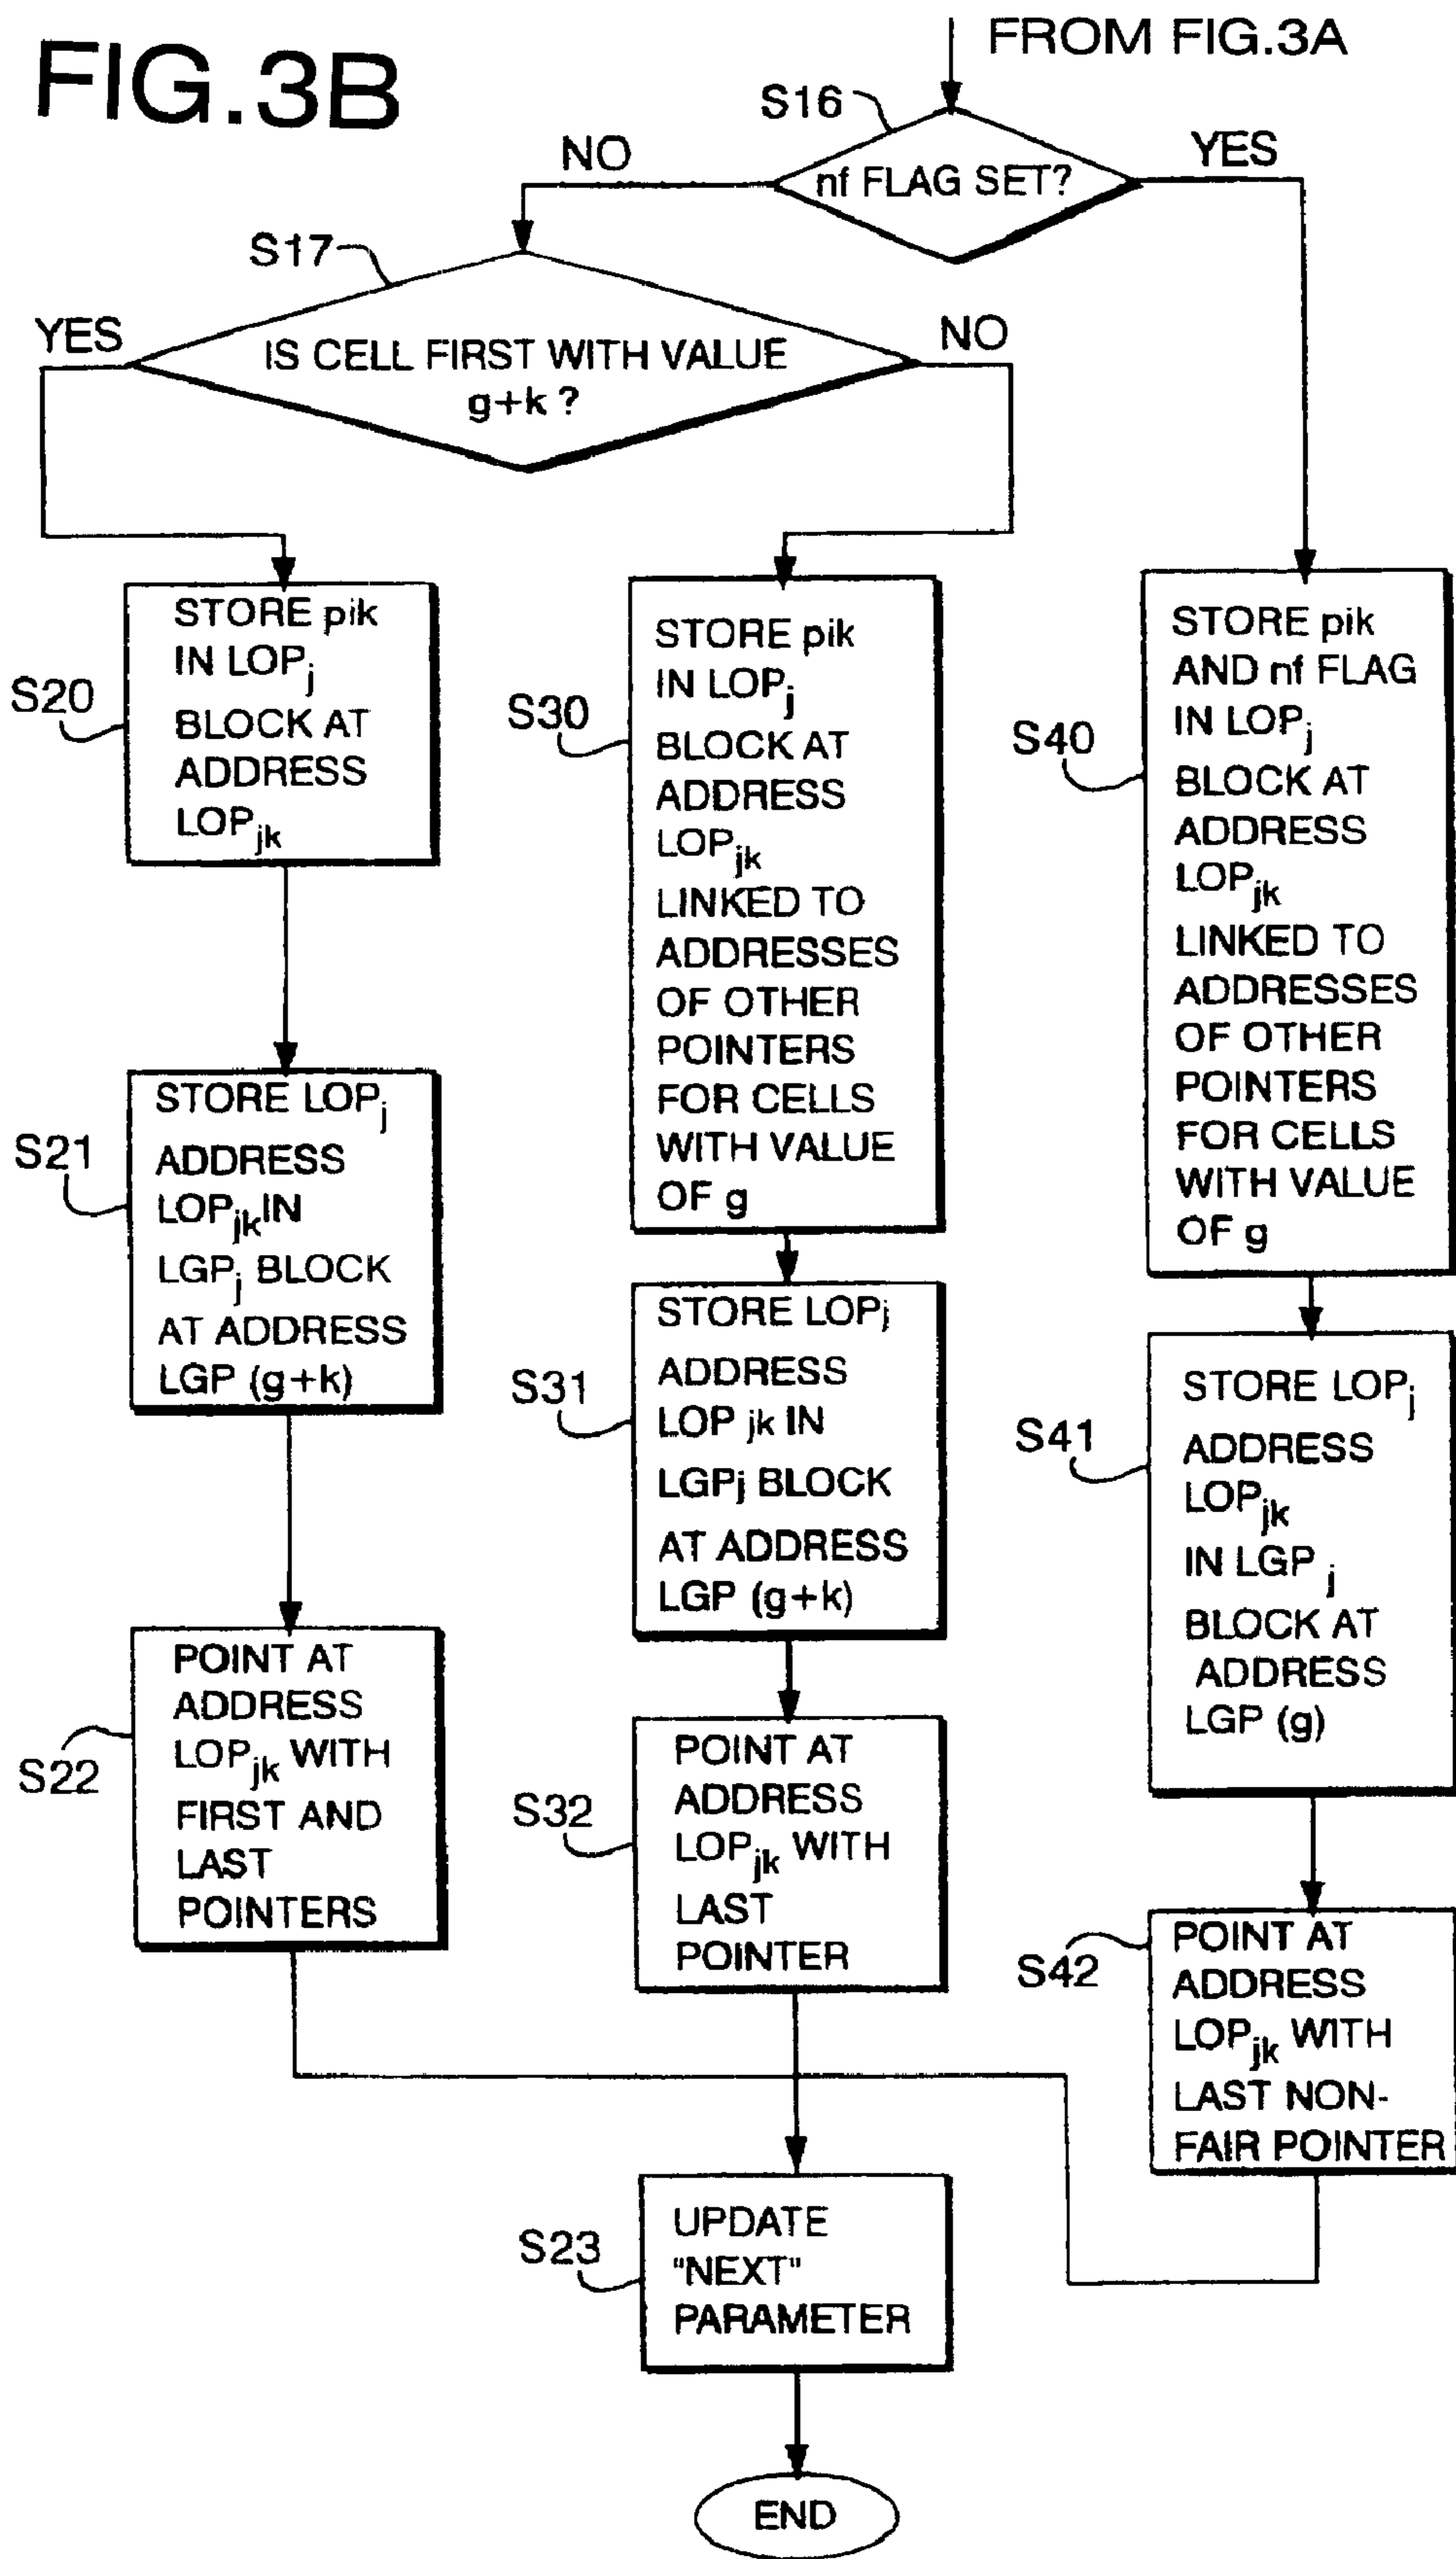 FIG.3B
FROM FIG.3A
S16
nf FLAG SET?
NO
YES
S17
YES
IS CELL FIRST WITH VALUE
g+k ?
NO
S20
STORE pik
IN LOPj
BLOCK AT
ADDRESS
LOPjk
S21
STORE LOPj
ADDRESS
LOPjk IN
LGPj BLOCK
AT ADDRESS
LGP (g+k)
S22
POINT AT
ADDRESS
LOPjk WITH
FIRST AND
LAST
POINTERS
S30
STORE pik
IN LOPj
BLOCK AT
ADDRESS
LOPjk
LINKED TO
ADDRESSES
OF OTHER
POINTERS
FOR CELLS
WITH VALUE
OF g
S31
STORE LOPj
ADDRESS
LOP jk IN
LGPj BLOCK
AT ADDRESS
LGP (g+k)
S32
POINT AT
ADDRESS
LOPjk WITH
LAST
POINTER
S40
STORE pik
AND nf FLAG
IN LOPj
BLOCK AT
ADDRESS
LOPjk
LINKED TO
ADDRESSES
OF OTHER
POINTERS
FOR CELLS
WITH VALUE
OF g
S41
STORE LOPj
ADDRESS
LOPjk
IN LGP j
BLOCK AT
ADDRESS
LGP (g)
S42
POINT AT
ADDRESS
LOPjk WITH
LAST NON-
FAIR POINTER
S23
UPDATE
"NEXT"
PARAMETER
END